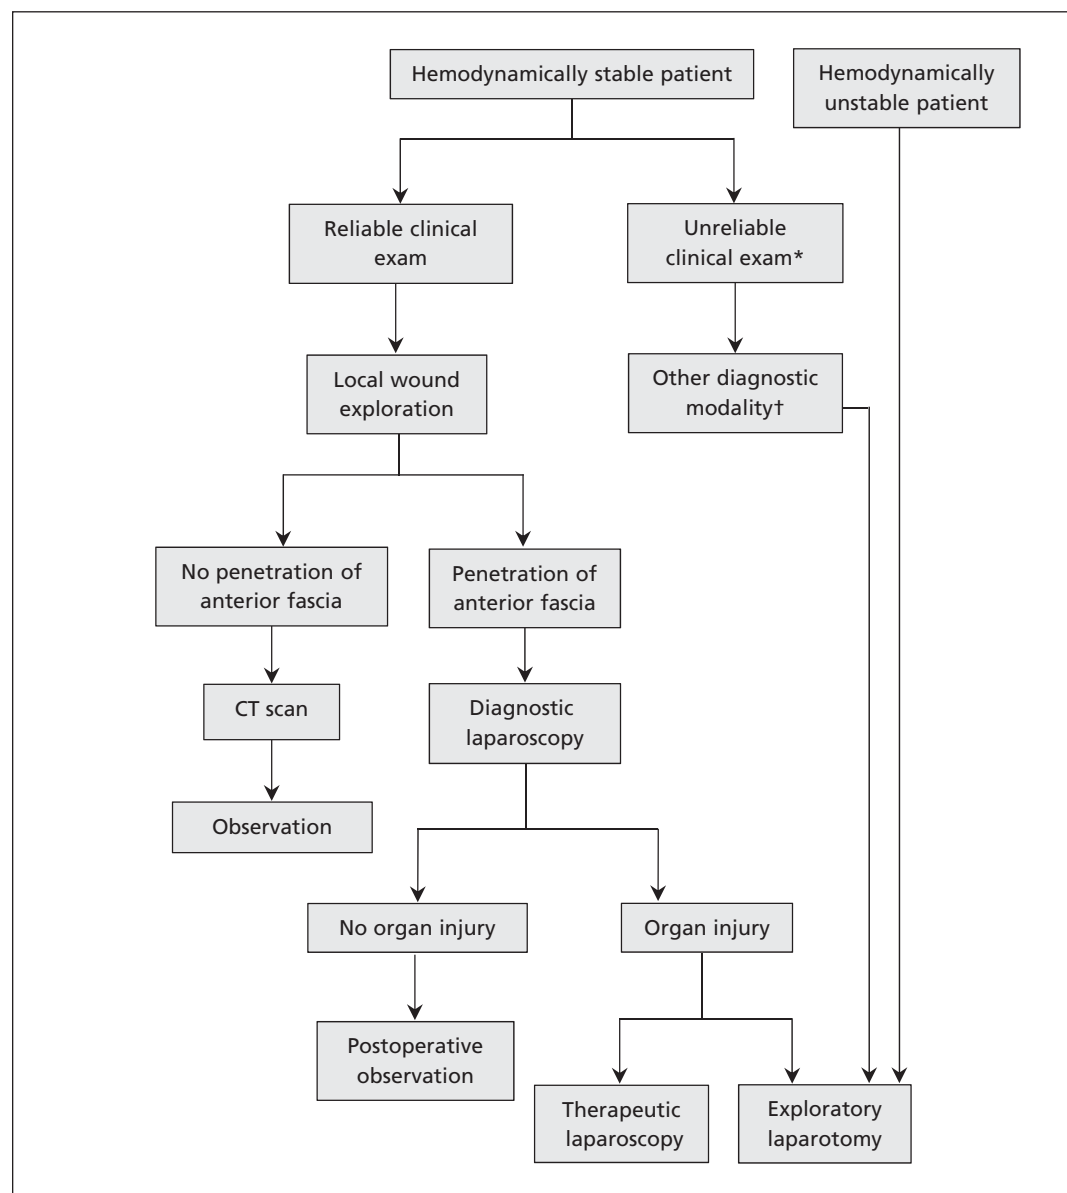 Hemodynamically stable patient
Hemodynamically
unstable patient
Reliable clinical
exam
Unreliable
clinical exam*
Local wound
exploration
Other diagnostic
modality†
No penetration of
anterior fascia
Penetration of
anterior fascia
CT scan
Diagnostic
laparoscopy
Observation
No organ injury
Organ injury
Postoperative
observation
Therapeutic
laparoscopy
Exploratory
laparotomy